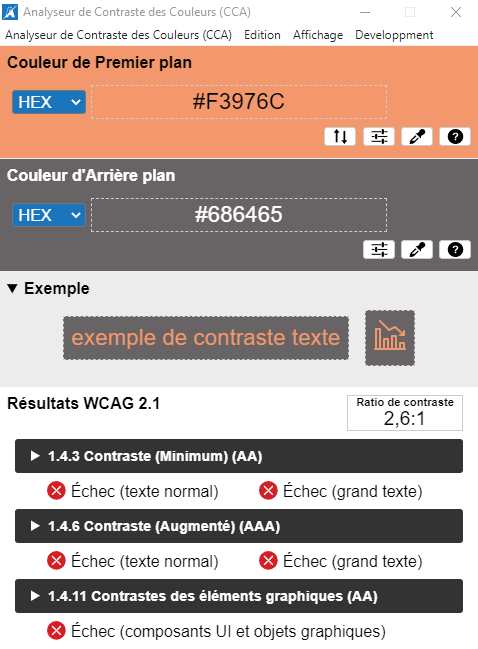 Analyseur de Contraste des Couleurs (CCA)
Analyseur de Contraste des Couleurs (CCA) Edition Affichage Developpment
Couleur de Premier plan
HEX #F3976C
Couleur d'Arrière plan
HEX #686465
▼ Exemple
exemple de contraste texte
Résultats WCAG 2.1
Ratio de contraste
2,6:1
▶ 1.4.3 Contraste (Minimum) (AA)
Échec (texte normal) Échec (grand texte)
▶ 1.4.6 Contraste (Augmenté) (AAA)
Échec (texte normal) Échec (grand texte)
▶ 1.4.11 Contrastes des éléments graphiques (AA)
Échec (composants UI et objets graphiques)